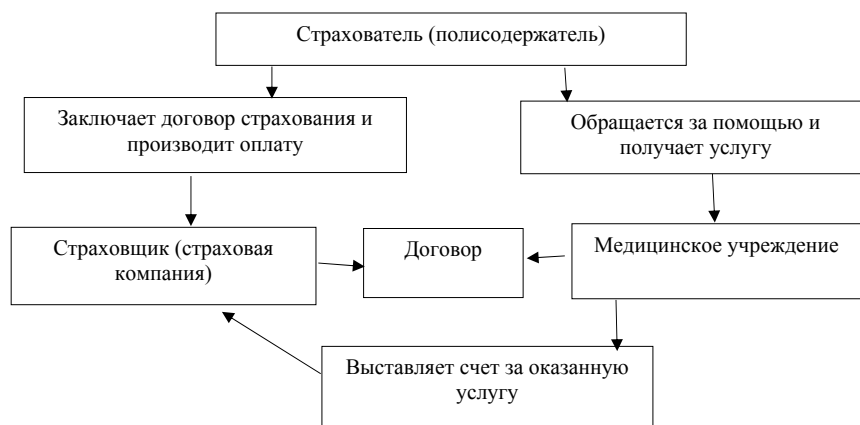 Страхователь (полисодержатель)
Заключает договор страхования и
производит оплату
Обращается за помощью и
получает услугу
Страховщик (страховая
компания)
Договор
Медицинское учреждение
Выставляет счет за оказанную
услугу